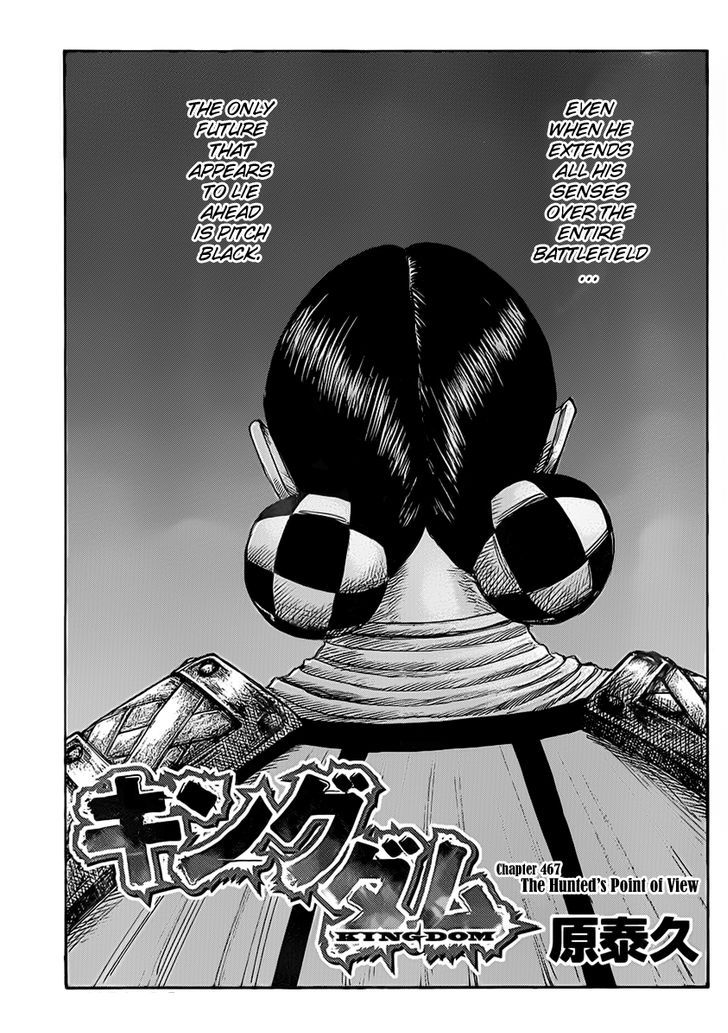 EVEN
WHEN HE
EXTENDS
ALL HIS
SENSES
OVER THE
ENTIRE
BATTLEFIELD
...
THE ONLY
FUTURE
THAT
APPEARS
TO LIE
AHEAD
IS PITCH
BLACK.
キングダム
KINGDOM
Chapter 467
The Hunted's Point of View
原泰久